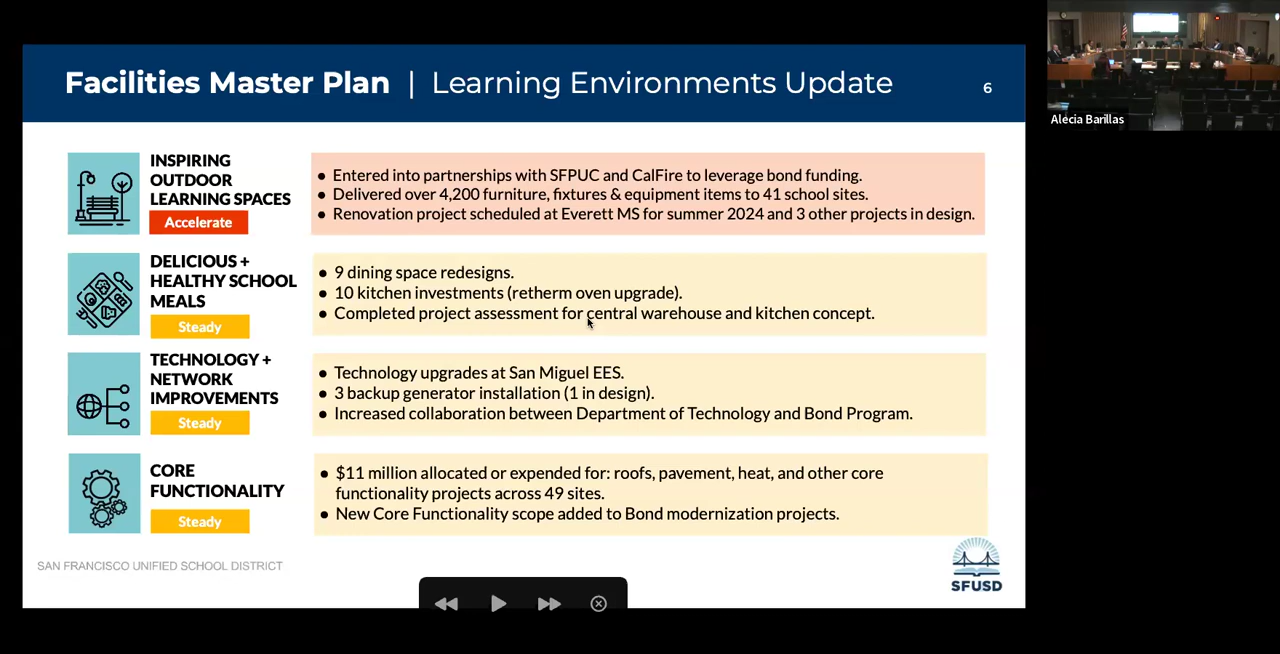 Facilities Master Plan | Learning Environments Update
6
Alecia Barillas
INSPIRING
OUTDOOR
LEARNING SPACES
Accelerate
● Entered into partnerships with SFPUC and CalFire to leverage bond funding.
● Delivered over 4,200 furniture, fixtures & equipment items to 41 school sites.
● Renovation project scheduled at Everett MS for summer 2024 and 3 other projects in design.
DELICIOUS +
HEALTHY SCHOOL
MEALS
Steady
● 9 dining space redesigns.
● 10 kitchen investments (retherm oven upgrade).
● Completed project assessment for central warehouse and kitchen concept.
TECHNOLOGY +
NETWORK
IMPROVEMENTS
Steady
● Technology upgrades at San Miguel EES.
● 3 backup generator installation (1 in design).
● Increased collaboration between Department of Technology and Bond Program.
CORE
FUNCTIONALITY
Steady
● $11 million allocated or expended for: roofs, pavement, heat, and other core
functionality projects across 49 sites.
● New Core Functionality scope added to Bond modernization projects.
SAN FRANCISCO UNIFIED SCHOOL DISTRICT
SFUSD